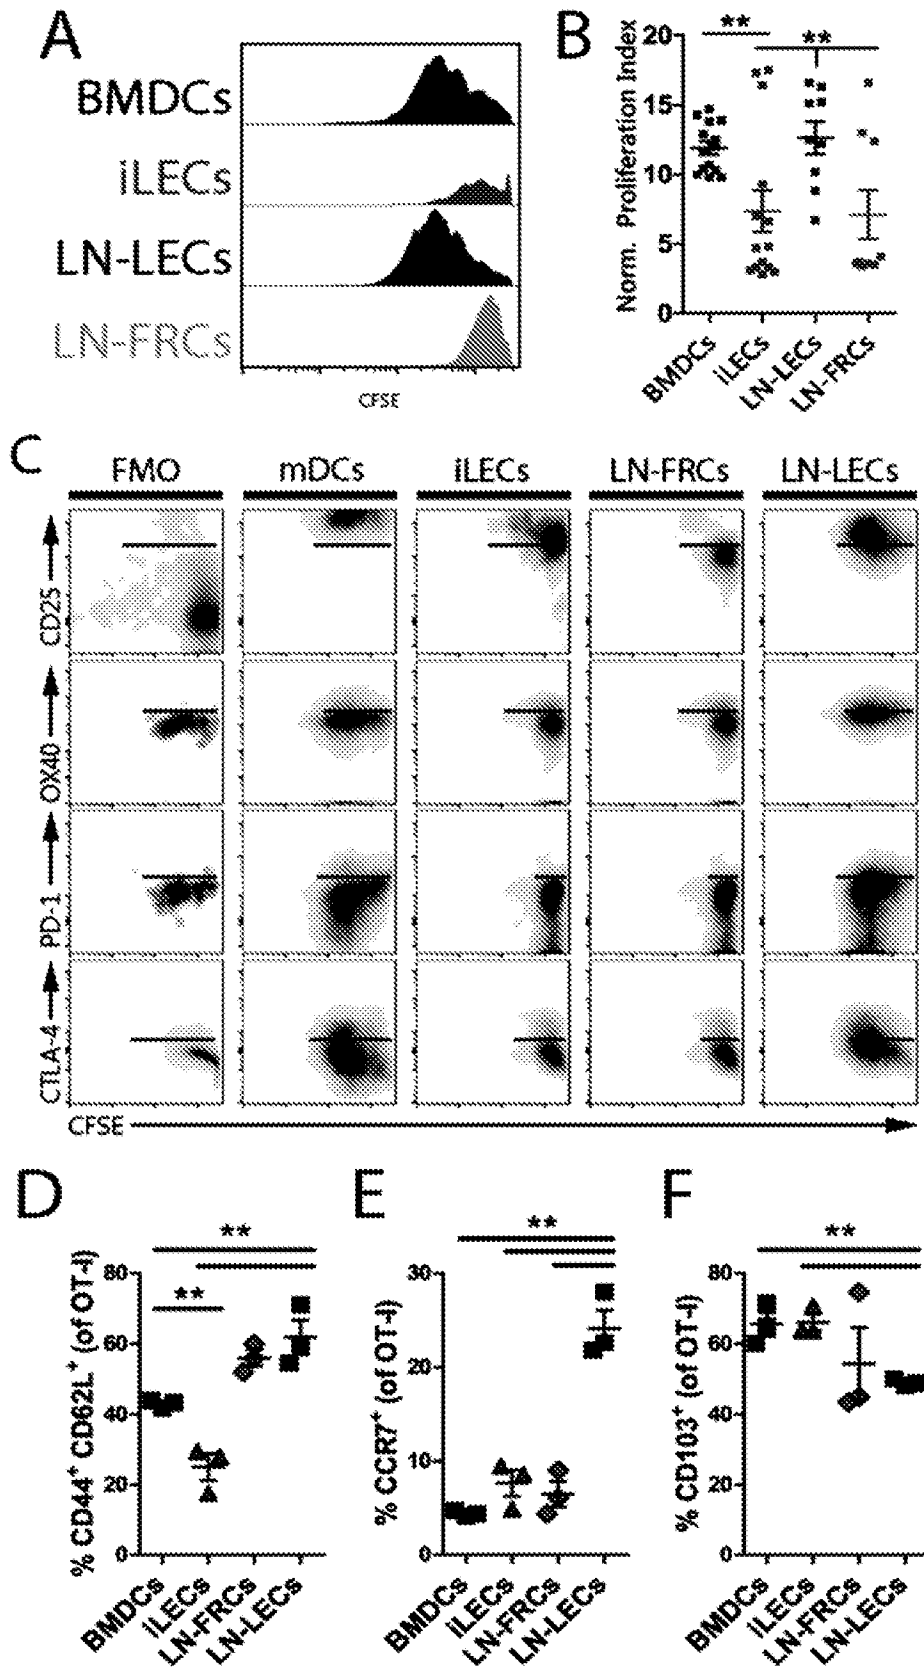 A
BMDCs
iLECs
LN-LECs
LN-FRCs
CFSE
B
**
**
Norm. Proliferation Index
20
15
10
5
0
BMDCs
iLECs
LN-LECs
LN-FRCs
C
FMO
mDCs
iLECs
LN-FRCs
LN-LECs
CD25
OX40
PD-1
CTLA-4
CFSE
D
**
**
% CD44⁺ CD62L⁺ (of OT-I)
80
60
40
20
0
BMDCs
iLECs
LN-FRCs
LN-LECs
E
**
% CCR7⁺ (of OT-I)
30
20
10
0
BMDCs
iLECs
LN-FRCs
LN-LECs
F
**
% CD103⁺ (of OT-I)
80
60
40
20
0
BMDCs
iLECs
LN-FRCs
LN-LECs